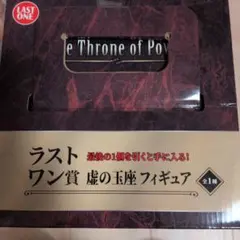 LAST
ONE
e Throne of Po
ラスト
ワン賞
最後の1個を引くと手に入る!
虚の玉座 フィギュア
全1種